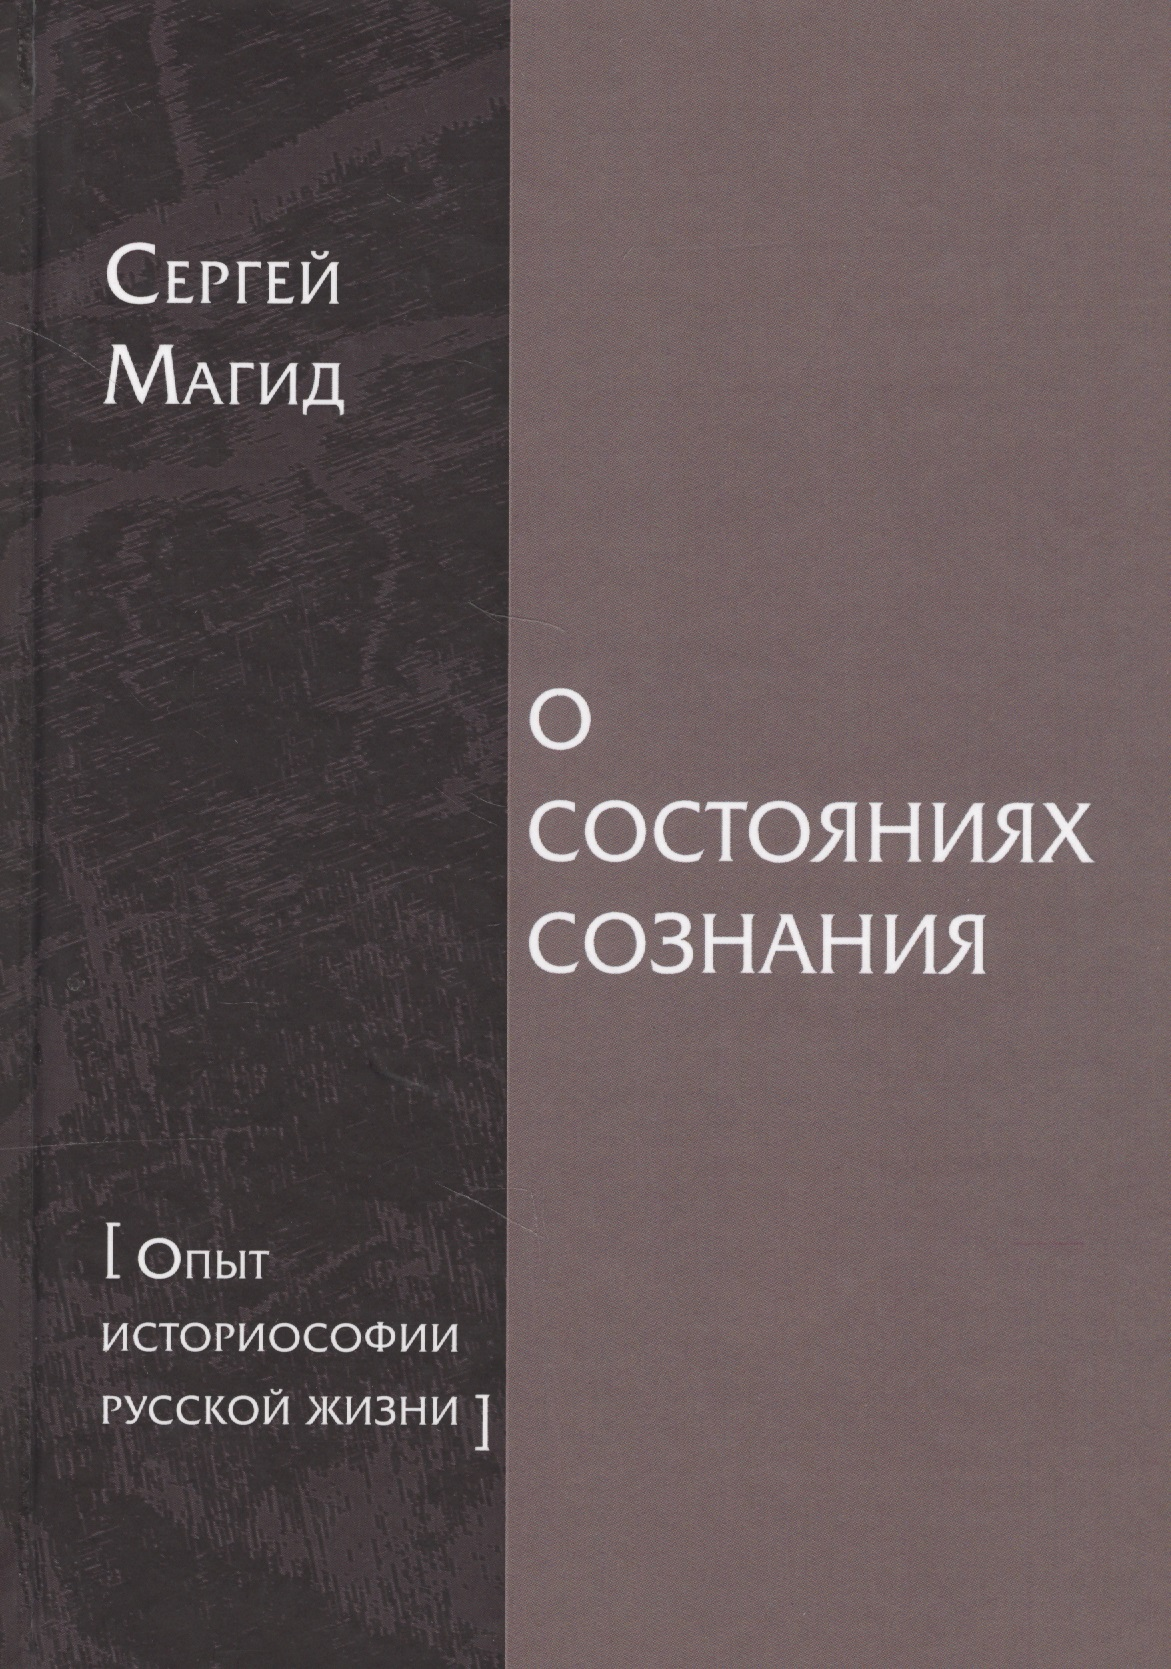 Сергей
Магид
О
СОСТОЯНИЯХ
СОЗНАНИЯ
[ Опыт
историософии
русской жизни ]